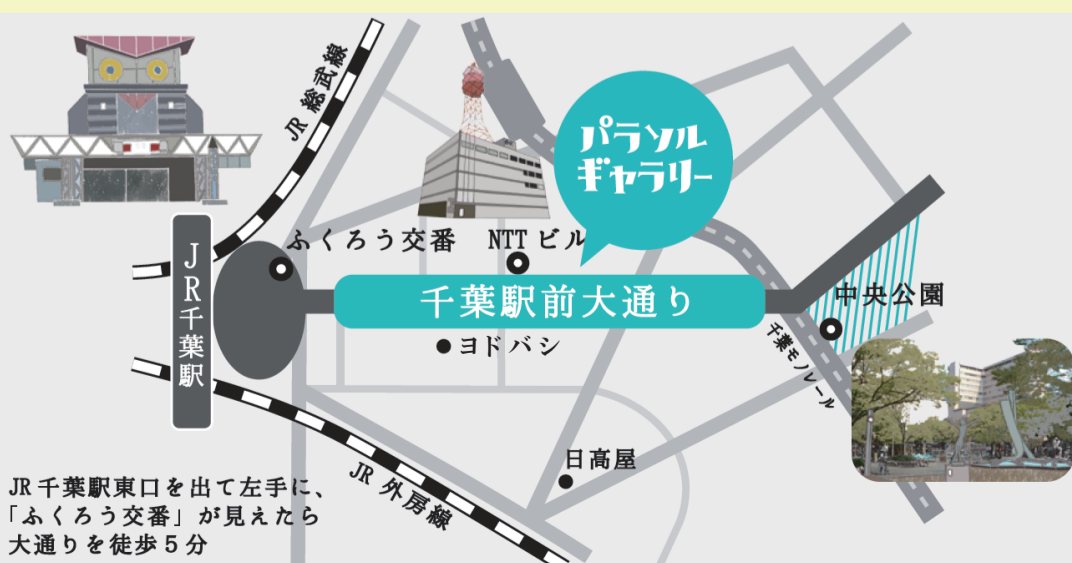 JR 総武線
パラソル
ギャラリー
ふくろう交番
NTT ビル
JR千葉駅
千葉駅前大通り
中央公園
●ヨドバシ
千葉モノレール
日高屋
JR 外房線
JR千葉駅東口を出て左手に、
「ふくろう交番」が見えたら
大通りを徒歩５分